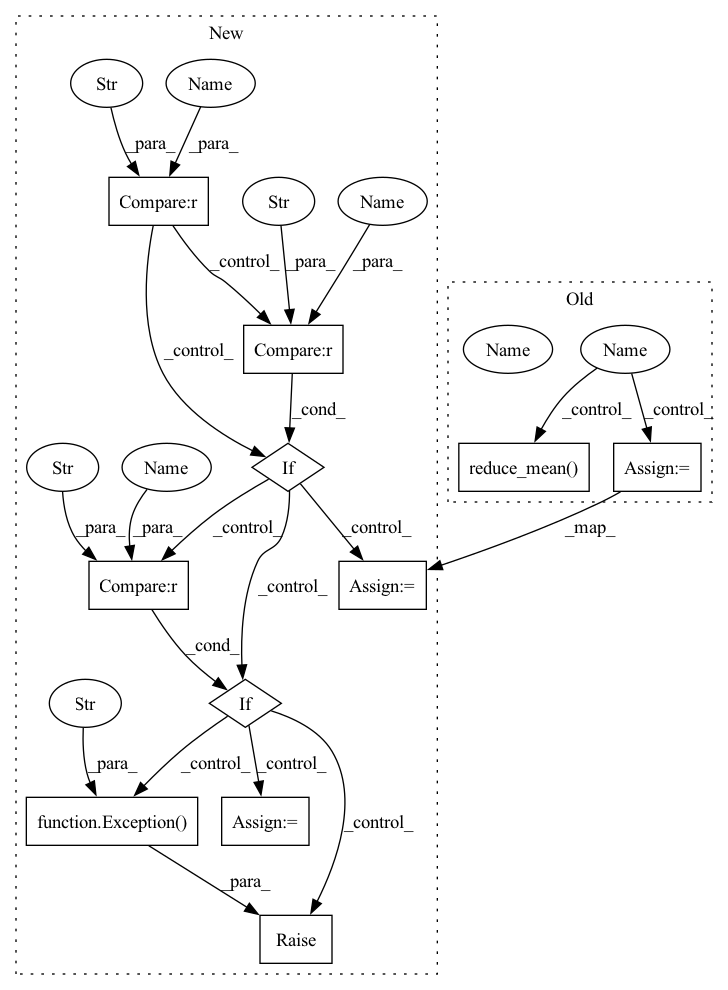 New
Str
Name
_para_
_para_
Compare:r
Str
Name
_control_
_para_
_para_
Old
Compare:r
Name
Name
_control_
_cond_
_control_
_control_
Str
Name
If
reduce_mean()
Assign:=
_para_
_para_
_control_
_control_
_map_
Compare:r
_control_
Assign:=
_cond_
Str
If
_para_
_control_
_control_
function.Exception()
Assign:=
_control_
_para_
Raise